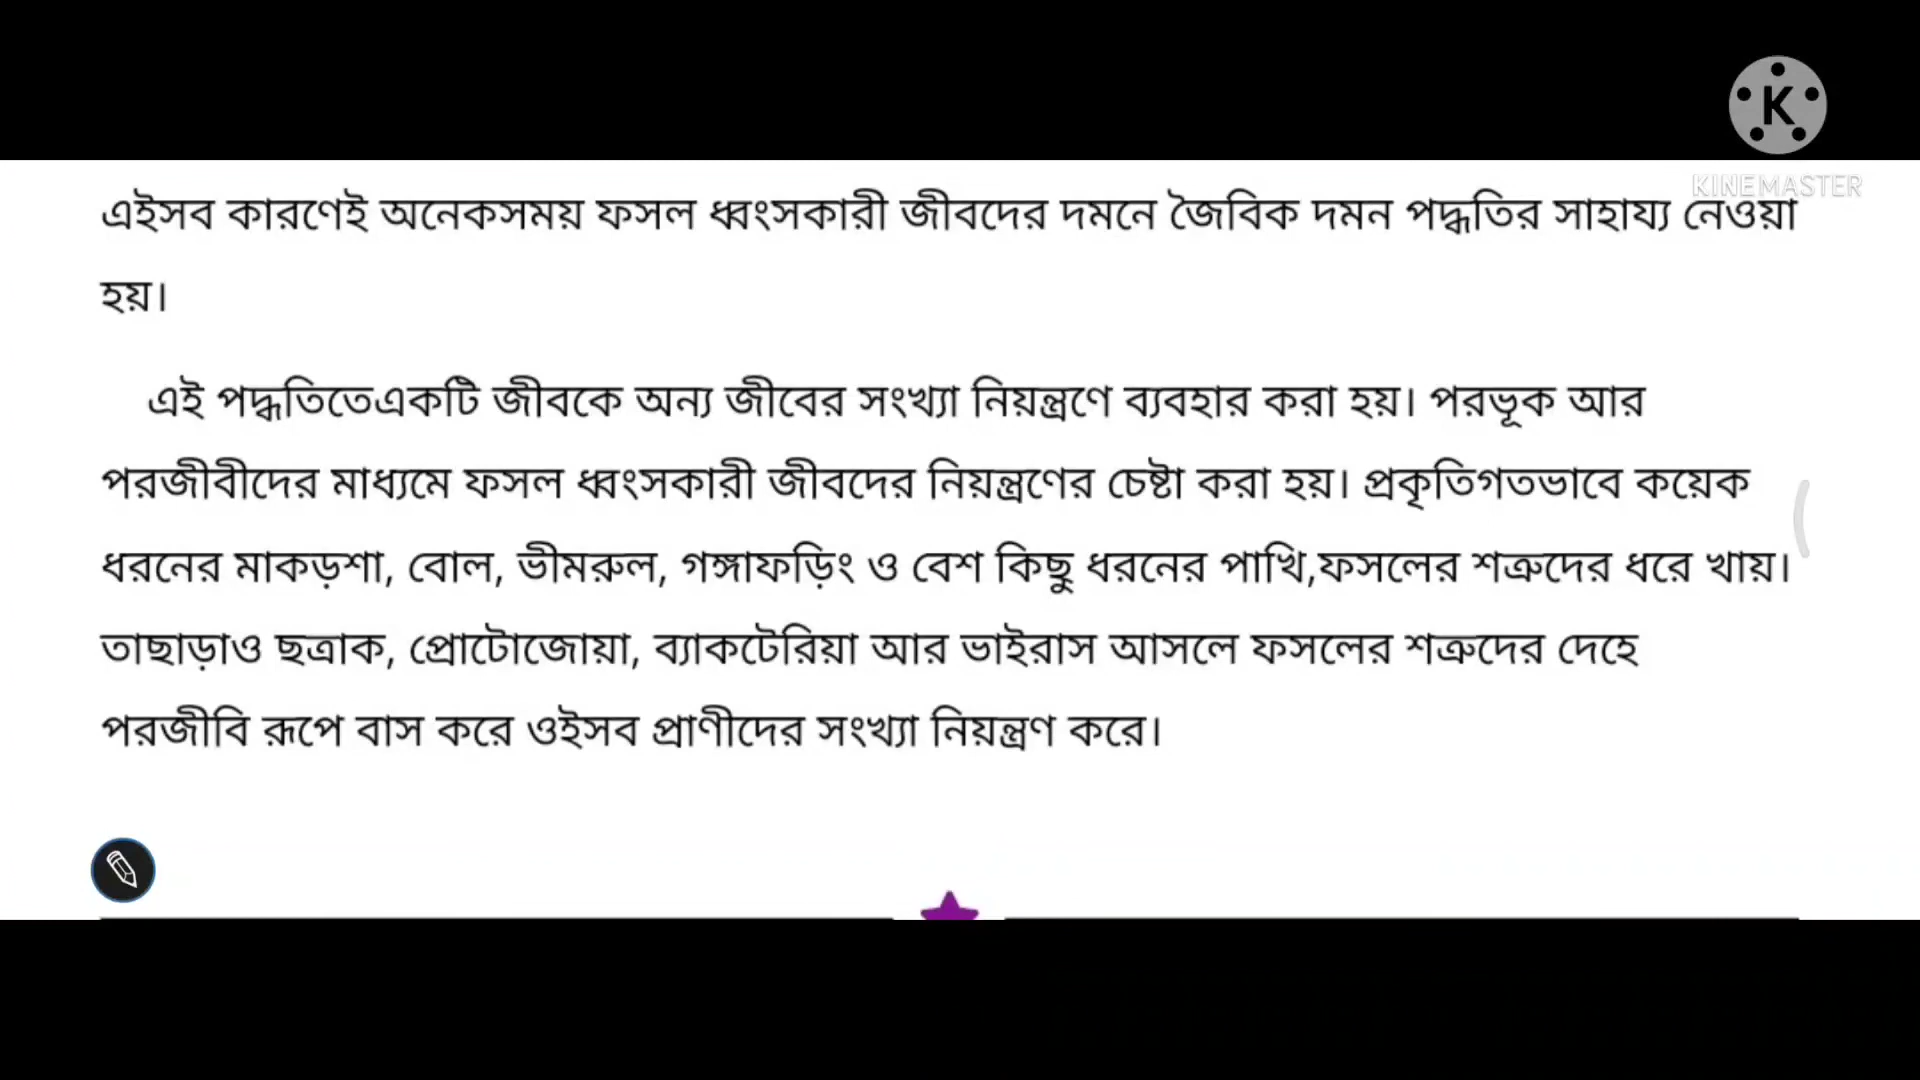 K
KINEMASTER
এইসব কারণেই অনেকসময় ফসল ধ্বংসকারী জীবদের দমনে জৈবিক দমন পদ্ধতির সাহায্য নেওয়া
হয়।
এই পদ্ধতিতেএকটি জীবকে অন্য জীবের সংখ্যা নিয়ন্ত্রণে ব্যবহার করা হয়। পরভূক আর
পরজীবীদের মাধ্যমে ফসল ধ্বংসকারী জীবদের নিয়ন্ত্রণের চেষ্টা করা হয়। প্রকৃতিগতভাবে কয়েক
ধরনের মাকড়শা, বোল, ভীমরুল, গঙ্গাফড়িং ও বেশ কিছু ধরনের পাখি,ফসলের শত্রুদের ধরে খায়।
তাছাড়াও ছত্রাক, প্রোটোজোয়া, ব্যাকটেরিয়া আর ভাইরাস আসলে ফসলের শত্রুদের দেহে
পরজীবি রূপে বাস করে ওইসব প্রাণীদের সংখ্যা নিয়ন্ত্রণ করে।